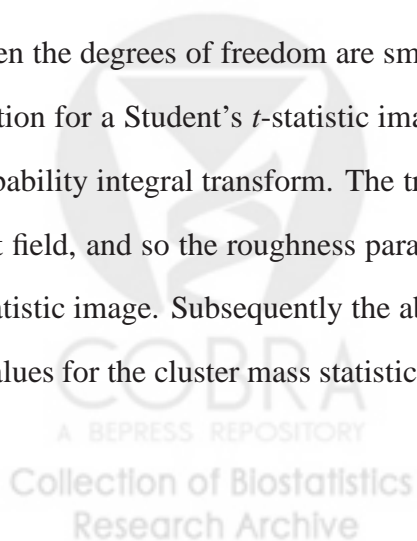 en the degrees of freedom are sm
tion for a Student's t-statistic ima
bability integral transform. The tr
t field, and so the roughness para
atistic image. Subsequently the ab
alues for the cluster mass statistic
COBRA
A BEPRESS REPOSITORY
Collection of Biostatistics
Research Archive